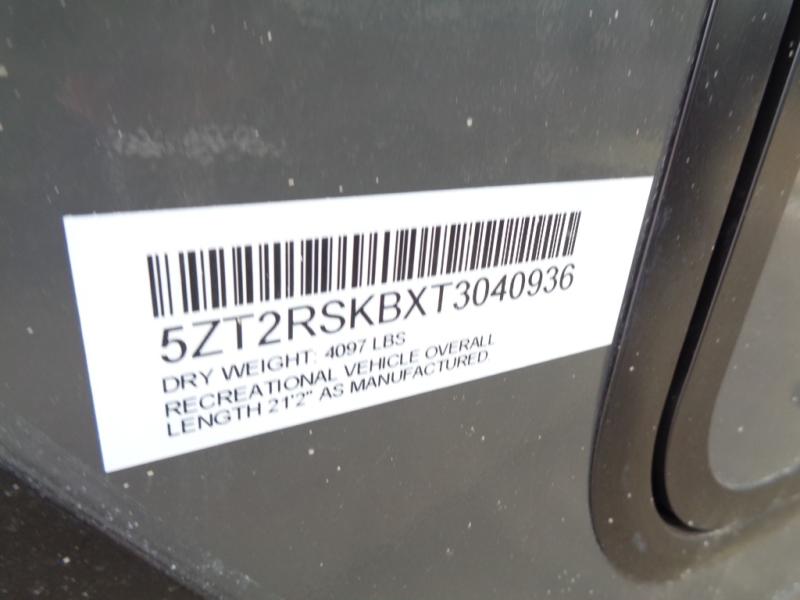 5ZT2RSKBXT3040936
DRY WEIGHT: 4097 LBS
RECREATIONAL VEHICLE OVERALL
LENGTH 21'2" AS MANUFACTURED